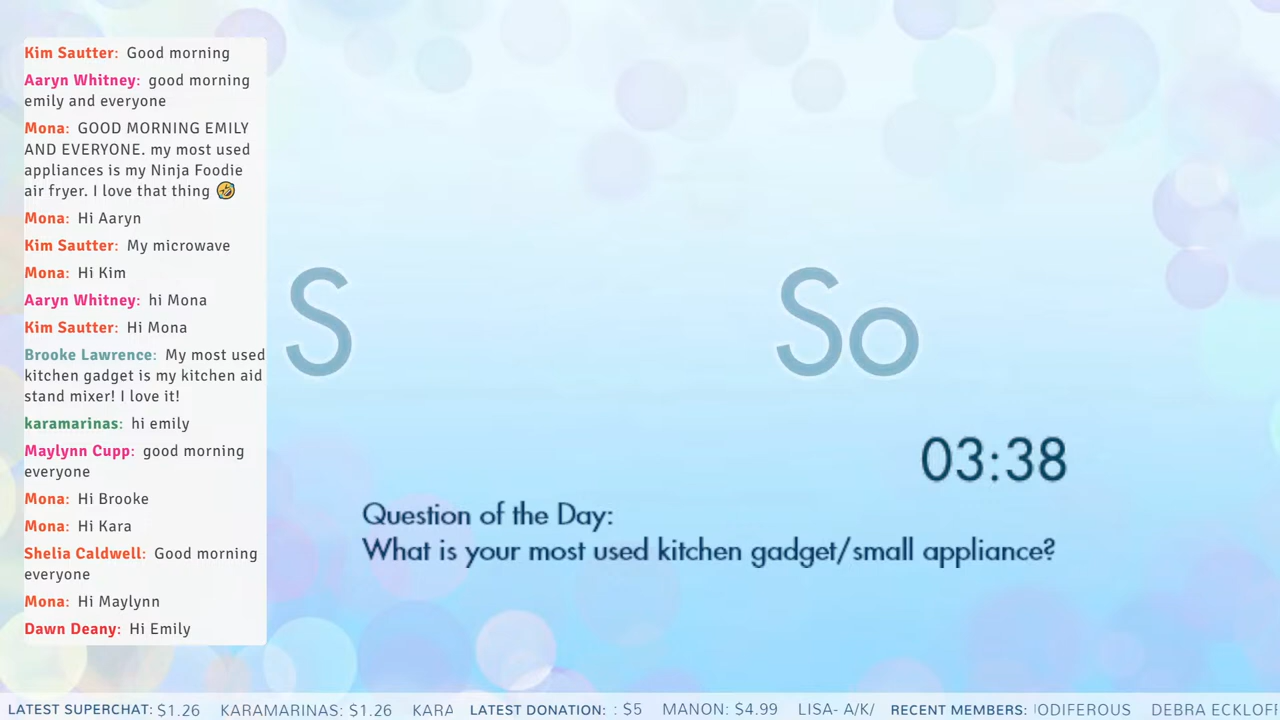 Kim Sautter: Good morning
Aaryn Whitney: good morning
emily and everyone
Mona: GOOD MORNING EMILY
AND EVERYONE. my most used
appliances is my Ninja Foodie
air fryer. I love that thing 🤣
Mona: Hi Aaryn
Kim Sautter: My microwave
Mona: Hi Kim
Aaryn Whitney: hi Mona
Kim Sautter: Hi Mona
Brooke Lawrence: My most used
kitchen gadget is my kitchen aid
stand mixer! I love it!
karamarinas: hi emily
Maylynn Cupp: good morning
everyone
Mona: Hi Brooke
Mona: Hi Kara
Shelia Caldwell: Good morning
everyone
Mona: Hi Maylynn
Dawn Deany: Hi Emily
S So
03:38
Question of the Day:
What is your most used kitchen gadget/small appliance?
LATEST SUPERCHAT: $1.26 KARAMARINAS: $1.26 KARA LATEST DONATION: : $5 MANON: $4.99 LISA- A/K/ RECENT MEMBERS: IODIFEROUS DEBRA ECKLOFF